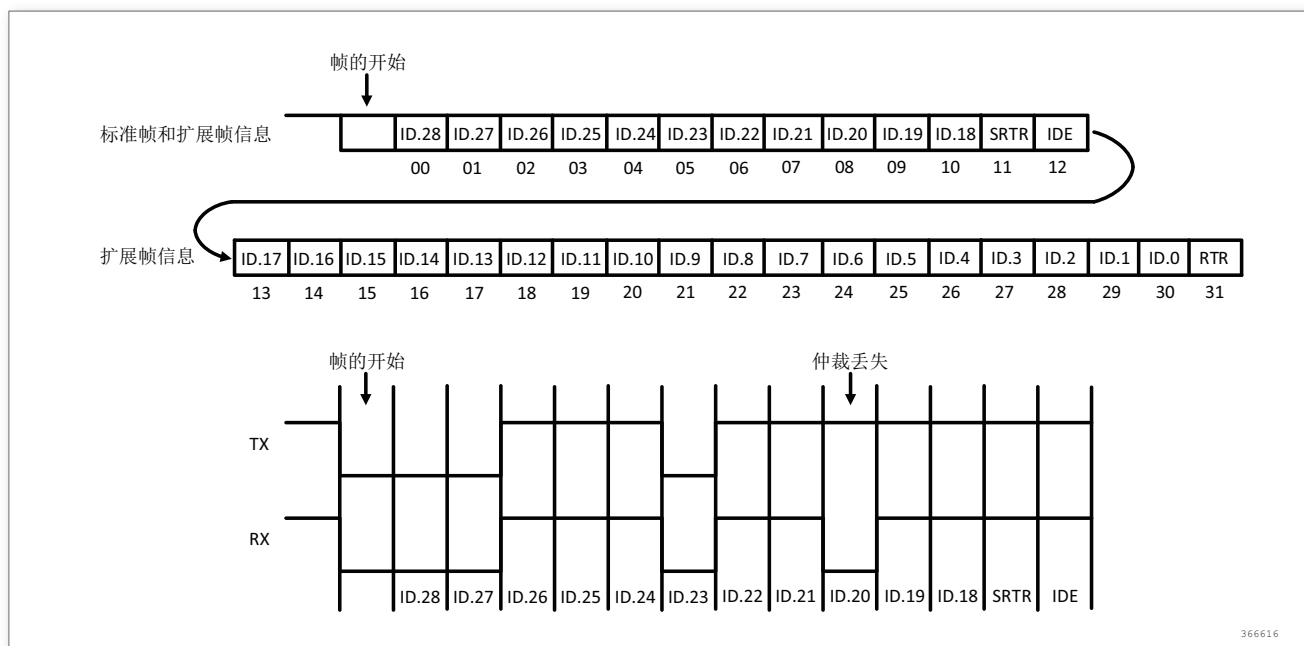 帧的开始
标准帧和扩展帧信息
ID.28 ID.27 ID.26 ID.25 ID.24 ID.23 ID.22 ID.21 ID.20 ID.19 ID.18 SRTR IDE
00 01 02 03 04 05 06 07 08 09 10 11 12
扩展帧信息
ID.17 ID.16 ID.15 ID.14 ID.13 ID.12 ID.11 ID.10 ID.9 ID.8 ID.7 ID.6 ID.5 ID.4 ID.3 ID.2 ID.1 ID.0 RTR
13 14 15 16 17 18 19 20 21 22 23 24 25 26 27 28 29 30 31
帧的开始 仲裁丢失
TX
RX
ID.28 ID.27 ID.26 ID.25 ID.24 ID.23 ID.22 ID.21 ID.20 ID.19 ID.18 SRTR IDE
366616